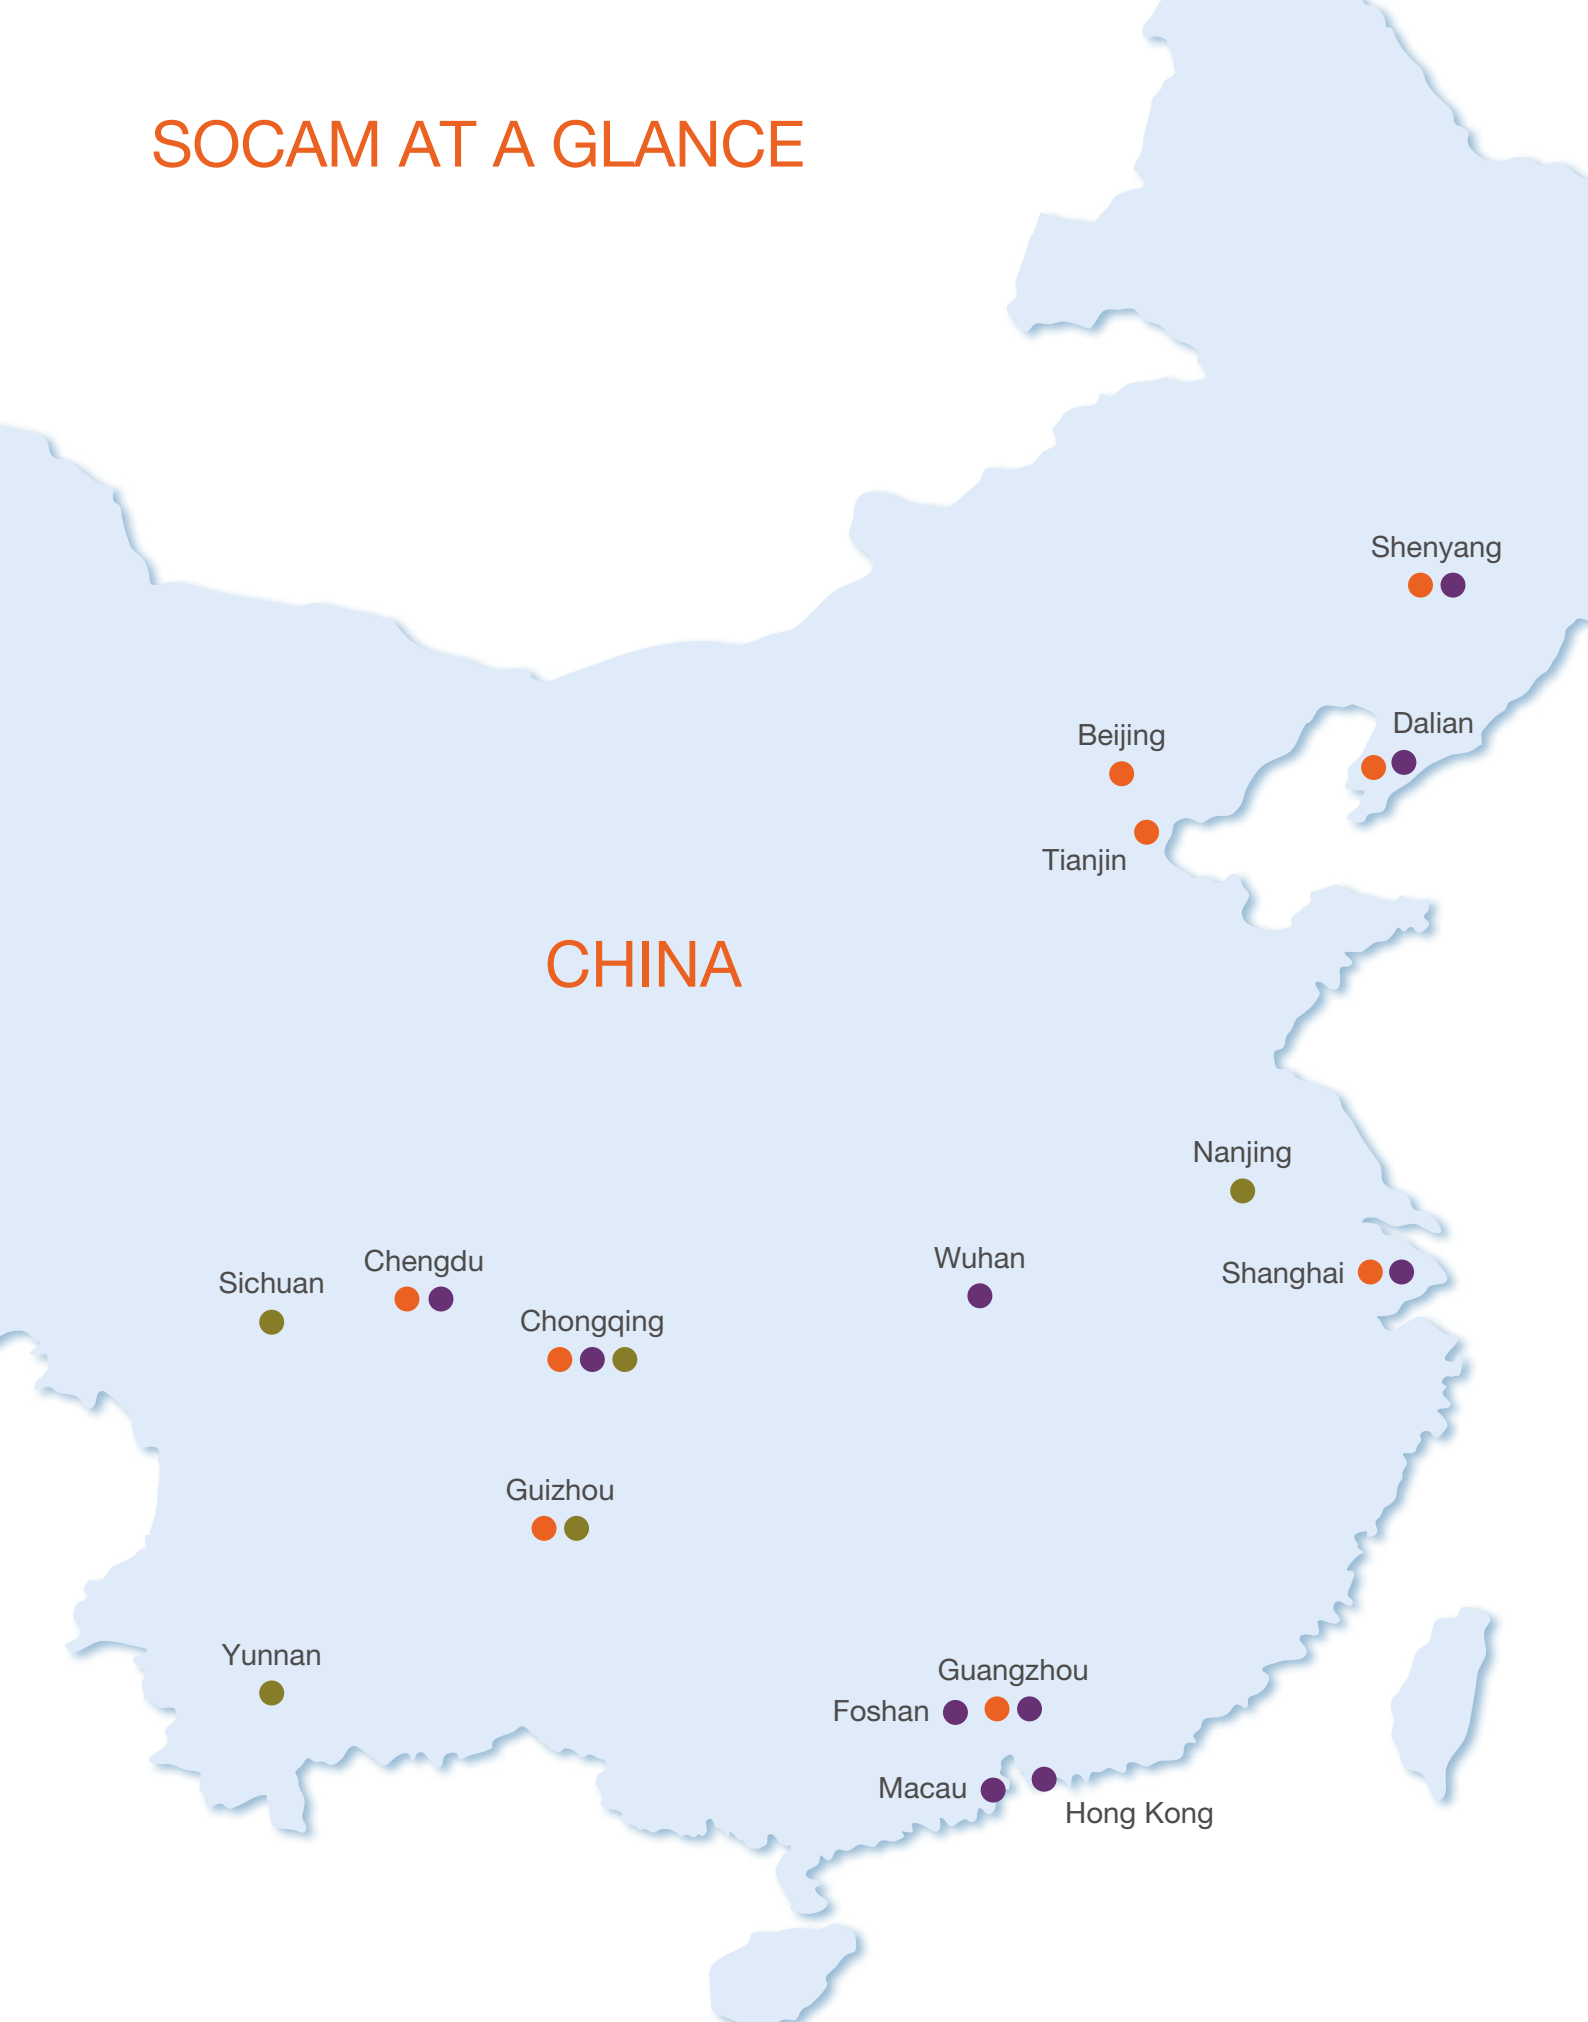 SOCAM AT A GLANCE
Shenyang
Dalian
Beijing
Tianjin
CHINA
Nanjing
Wuhan
Shanghai
Chengdu
Sichuan
Chongqing
Guizhou
Yunnan
Guangzhou
Foshan
Macau
Hong Kong